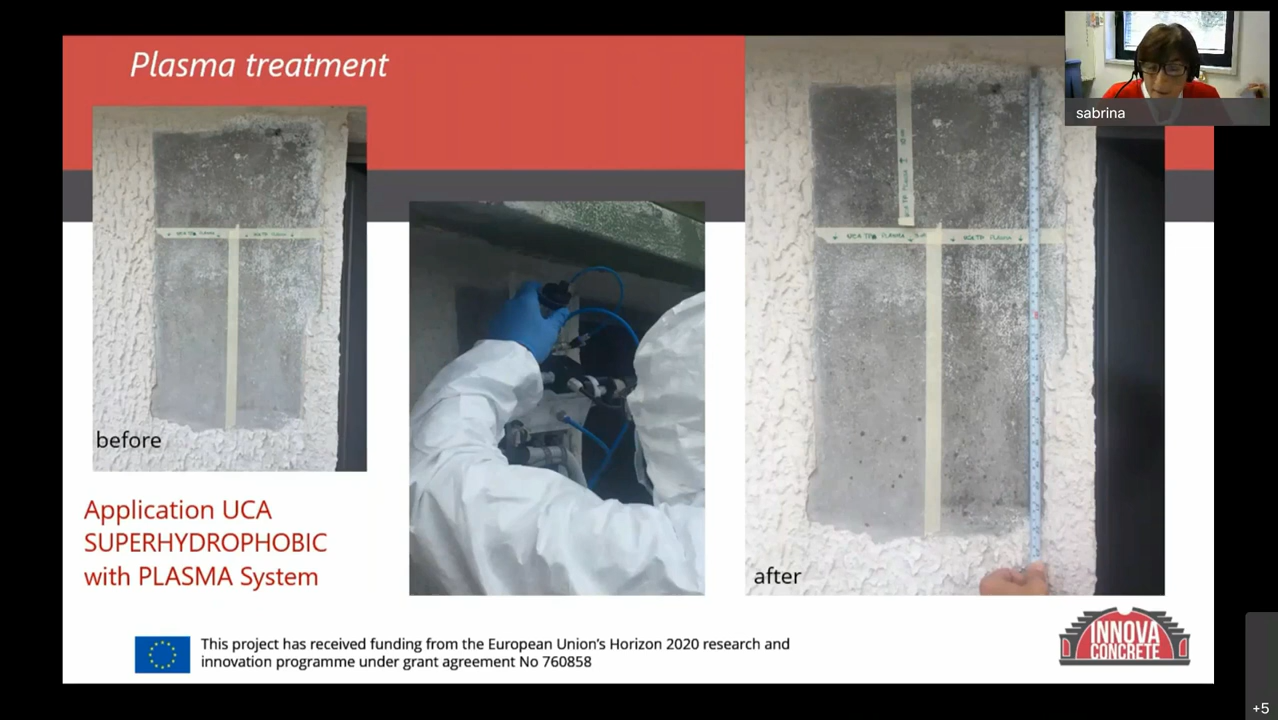 Plasma treatment
sabrina
before
after
Application UCA
SUPERHYDROPHOBIC
with PLASMA System
This project has received funding from the European Union's Horizon 2020 research and
innovation programme under grant agreement No 760858
INNOVA
CONCRETE
+5